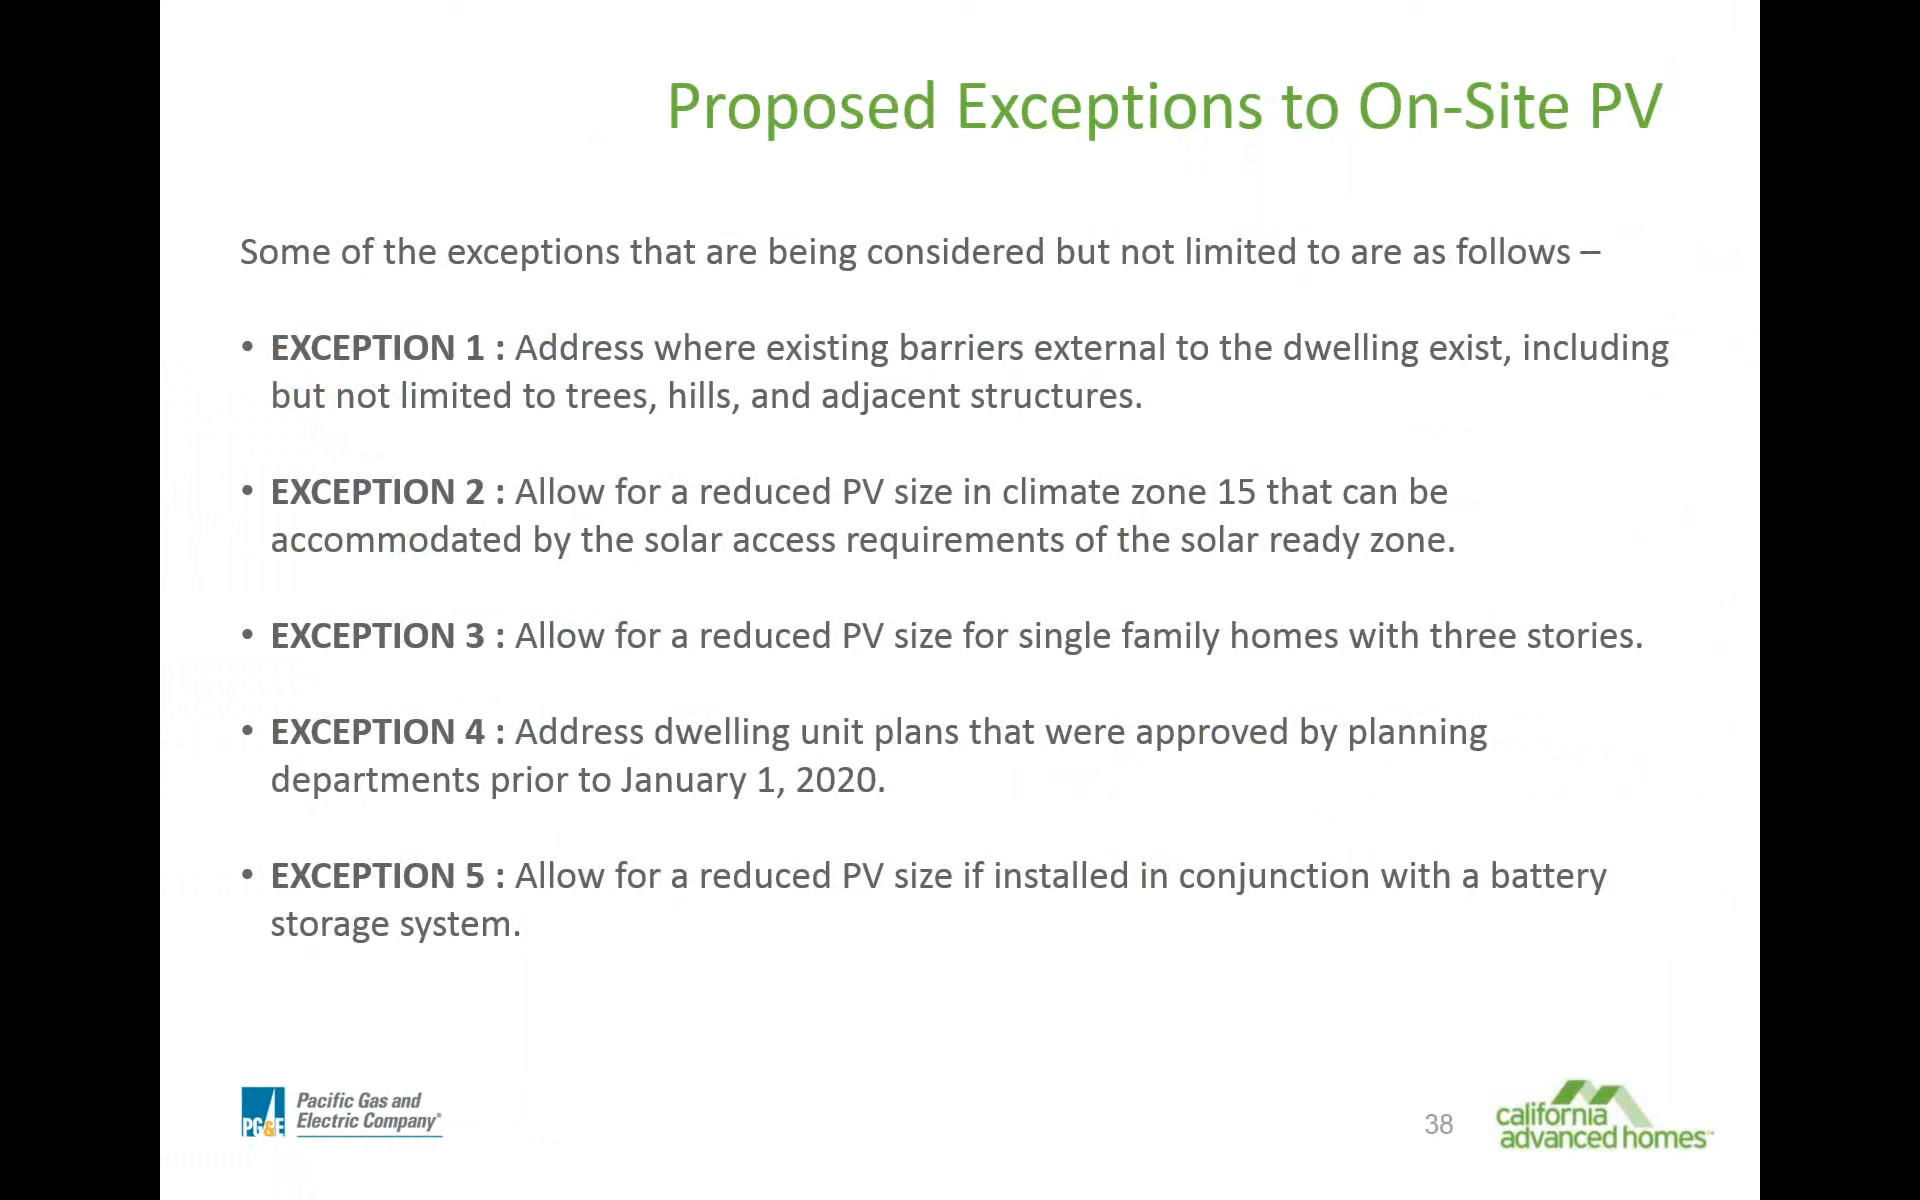 Proposed Exceptions to On-Site PV
Some of the exceptions that are being considered but not limited to are as follows –
• EXCEPTION 1 : Address where existing barriers external to the dwelling exist, including
but not limited to trees, hills, and adjacent structures.
• EXCEPTION 2 : Allow for a reduced PV size in climate zone 15 that can be
accommodated by the solar access requirements of the solar ready zone.
• EXCEPTION 3 : Allow for a reduced PV size for single family homes with three stories.
• EXCEPTION 4 : Address dwelling unit plans that were approved by planning
departments prior to January 1, 2020.
• EXCEPTION 5 : Allow for a reduced PV size if installed in conjunction with a battery
storage system.
PG&E
Pacific Gas and
Electric Company®
38
california
advanced homes™